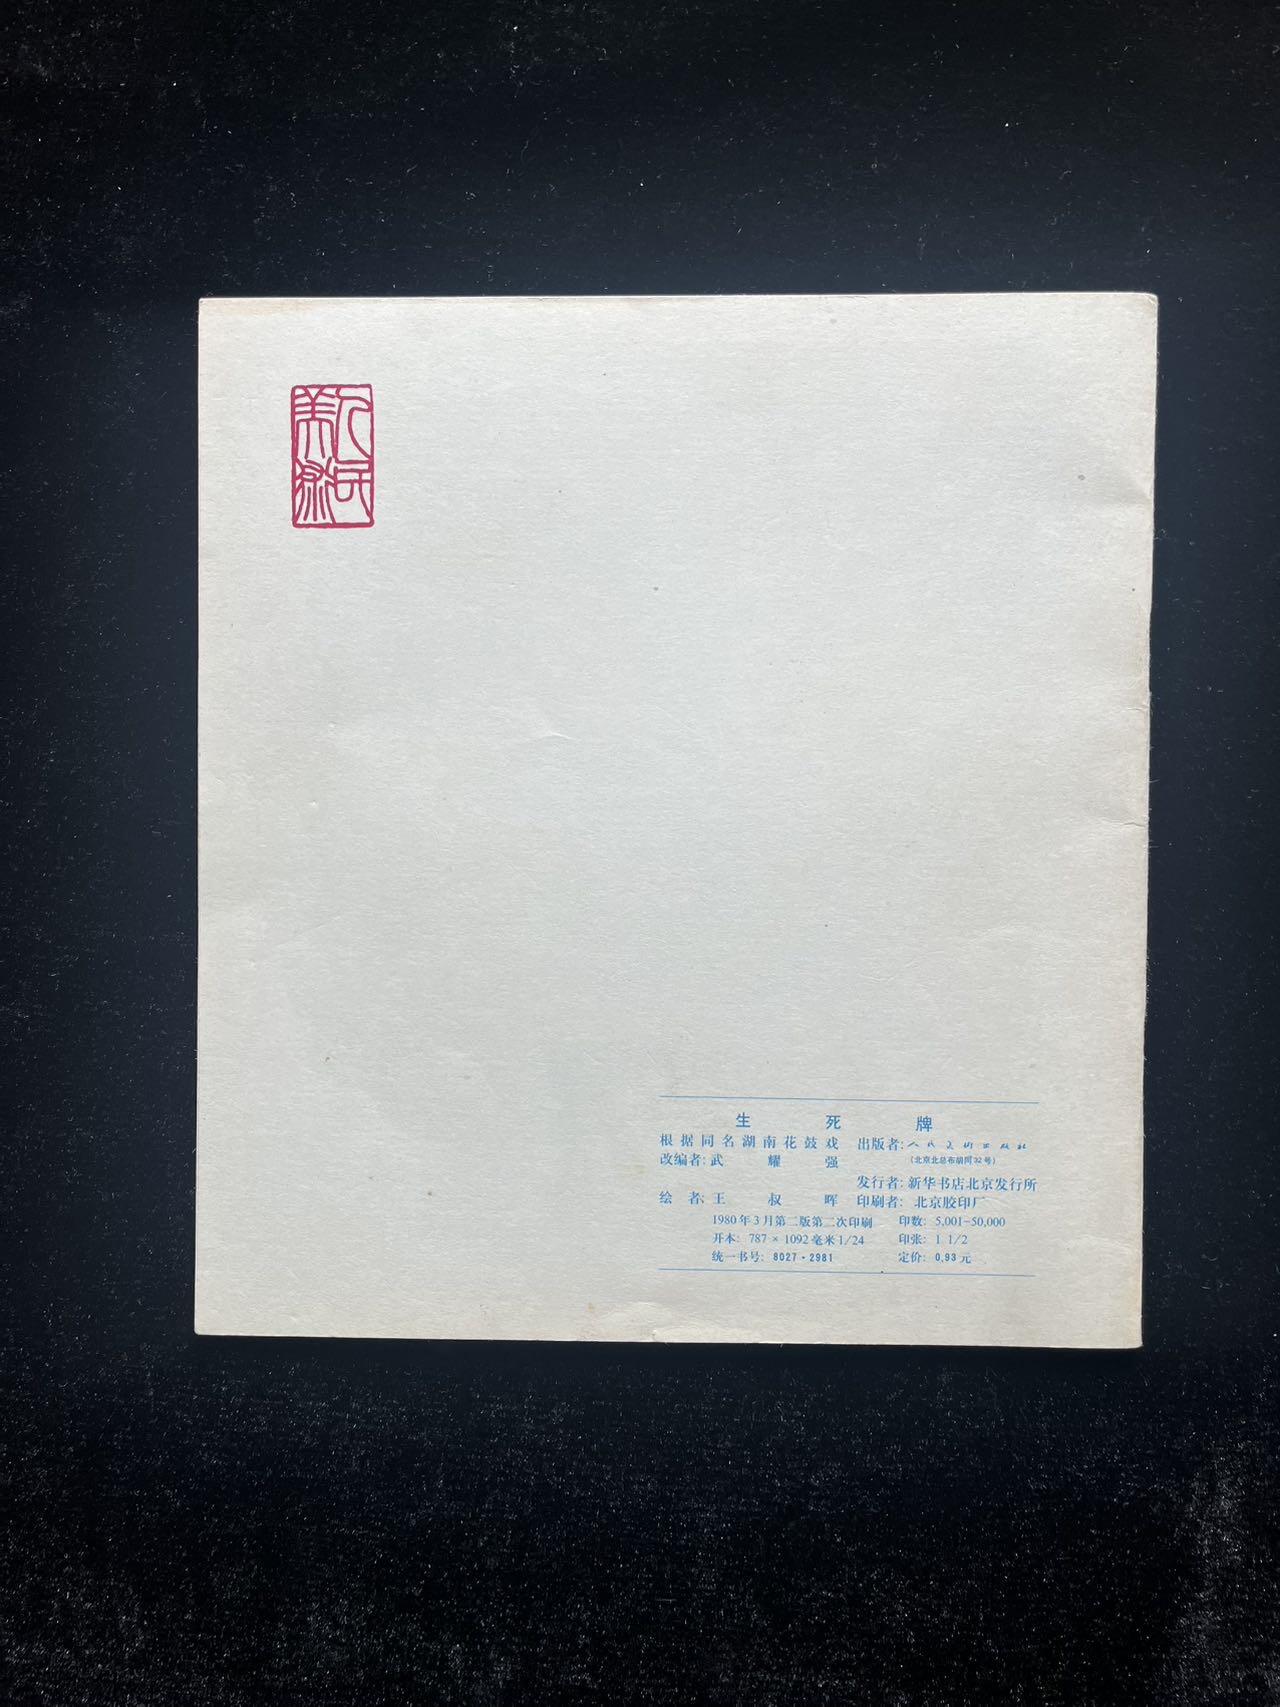 人民美術
生死牌
根据同名湖南花鼓戏
改编者：武耀强
绘者：王叔晖
出版者：人民美術出版社
（北京北总布胡同32号）
发行者：新华书店北京发行所
印刷者：北京胶印厂
1980年3月第二版第二次印刷 印数：5,001-50,000
开本：787×1092毫米1/24 印张：1 1/2
统一书号：8027·2981 定价：0.93元